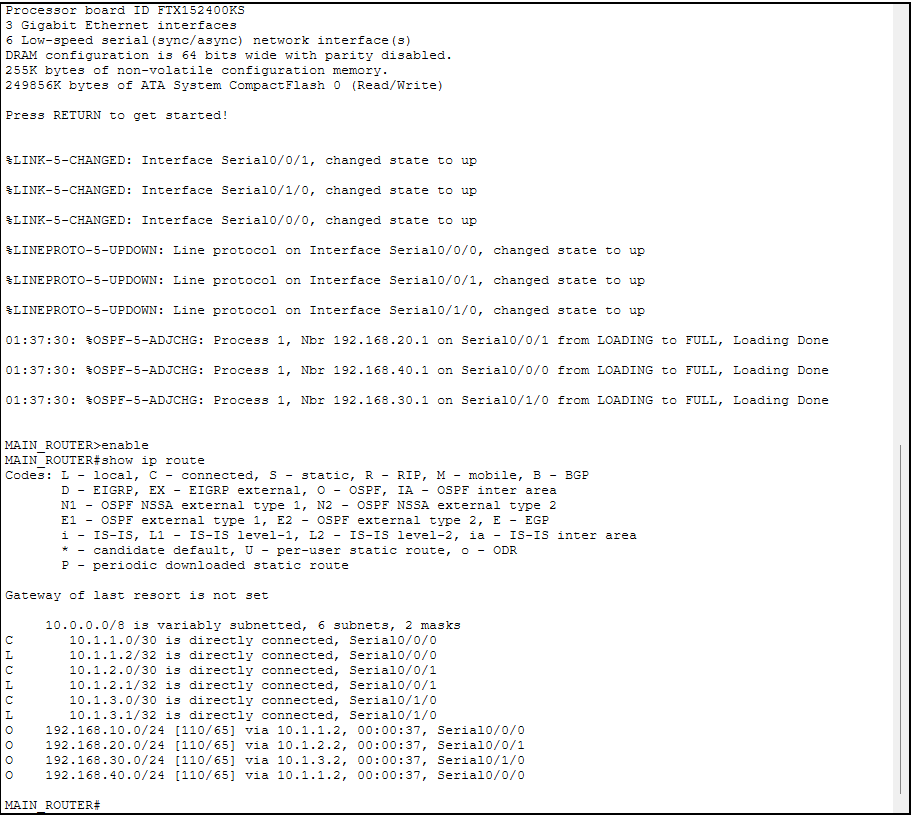 Processor board ID FTX152400KS
3 Gigabit Ethernet interfaces
6 Low-speed serial(sync/async) network interface(s)
DRAM configuration is 64 bits wide with parity disabled.
255K bytes of non-volatile configuration memory.
249856K bytes of ATA System CompactFlash 0 (Read/Write)
Press RETURN to get started!
%LINK-5-CHANGED: Interface Serial0/0/1, changed state to up
%LINK-5-CHANGED: Interface Serial0/1/0, changed state to up
%LINK-5-CHANGED: Interface Serial0/0/0, changed state to up
%LINEPROTO-5-UPDOWN: Line protocol on Interface Serial0/0/0, changed state to up
%LINEPROTO-5-UPDOWN: Line protocol on Interface Serial0/0/1, changed state to up
%LINEPROTO-5-UPDOWN: Line protocol on Interface Serial0/1/0, changed state to up
01:37:30: %OSPF-5-ADJCHG: Process 1, Nbr 192.168.20.1 on Serial0/0/1 from LOADING to FULL, Loading Done
01:37:30: %OSPF-5-ADJCHG: Process 1, Nbr 192.168.40.1 on Serial0/0/0 from LOADING to FULL, Loading Done
01:37:30: %OSPF-5-ADJCHG: Process 1, Nbr 192.168.30.1 on Serial0/1/0 from LOADING to FULL, Loading Done
MAIN_ROUTER>enable
MAIN_ROUTER#show ip route
Codes: L - local, C - connected, S - static, R - RIP, M - mobile, B - BGP
D - EIGRP, EX - EIGRP external, O - OSPF, IA - OSPF inter area
N1 - OSPF NSSA external type 1, N2 - OSPF NSSA external type 2
E1 - OSPF external type 1, E2 - OSPF external type 2, E - EGP
i - IS-IS, L1 - IS-IS level-1, L2 - IS-IS level-2, ia - IS-IS inter area
* - candidate default, U - per-user static route, o - ODR
P - periodic downloaded static route
Gateway of last resort is not set
10.0.0.0/8 is variably subnetted, 6 subnets, 2 masks
C 10.1.1.0/30 is directly connected, Serial0/0/0
L 10.1.1.2/32 is directly connected, Serial0/0/0
C 10.1.2.0/30 is directly connected, Serial0/0/1
L 10.1.2.1/32 is directly connected, Serial0/0/1
C 10.1.3.0/30 is directly connected, Serial0/1/0
L 10.1.3.1/32 is directly connected, Serial0/1/0
O 192.168.10.0/24 [110/65] via 10.1.1.2, 00:00:37, Serial0/0/0
O 192.168.20.0/24 [110/65] via 10.1.2.2, 00:00:37, Serial0/0/1
O 192.168.30.0/24 [110/65] via 10.1.3.2, 00:00:37, Serial0/1/0
O 192.168.40.0/24 [110/65] via 10.1.1.2, 00:00:37, Serial0/0/0
MAIN_ROUTER#